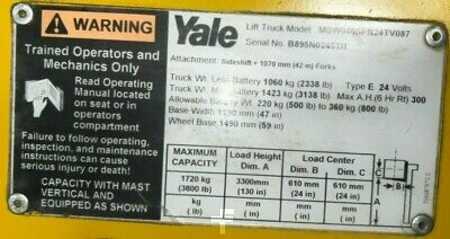 WARNING
Trained Operators and
Mechanics Only
Read Operating
Manual located
on seat or in
operators
compartment
Failure to follow operating,
inspection, and maintenance
instructions can cause
serious injury or death!
CAPACITY WITH MAST
VERTICAL AND
EQUIPPED AS SHOWN
Yale
Lift Truck Model
Serial No.
Attachment: Sideshift + 1070 mm (42 in) Forks
Truck Wt. Less Battery 1060 kg (2338 lb) Type E 24 Volts
Truck Wt. Battery 1423 kg (3138 lb) Max A.H.(6 Hr Rt) 300
Allowable Battery Wt. 220 kg (500 lb) to 360 kg (800 lb)
Base Width mm (47 in)
Wheel Base 1490 mm (59 in)
MAXIMUM CAPACITY Load Height Dim. A Load Center Dim. B Dim. C
1720 kg 3300mm 610 mm 610 mm
(3800 lb) (130 in) (24 in) (24 in)
kg mm mm mm
(lb) (in) (in) (in)
C
B
A